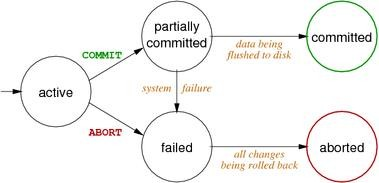 partially
committed
committed
COMMIT
data being
flushed to disk
active
system failure
ABORT
failed
all changes
being rolled back
aborted